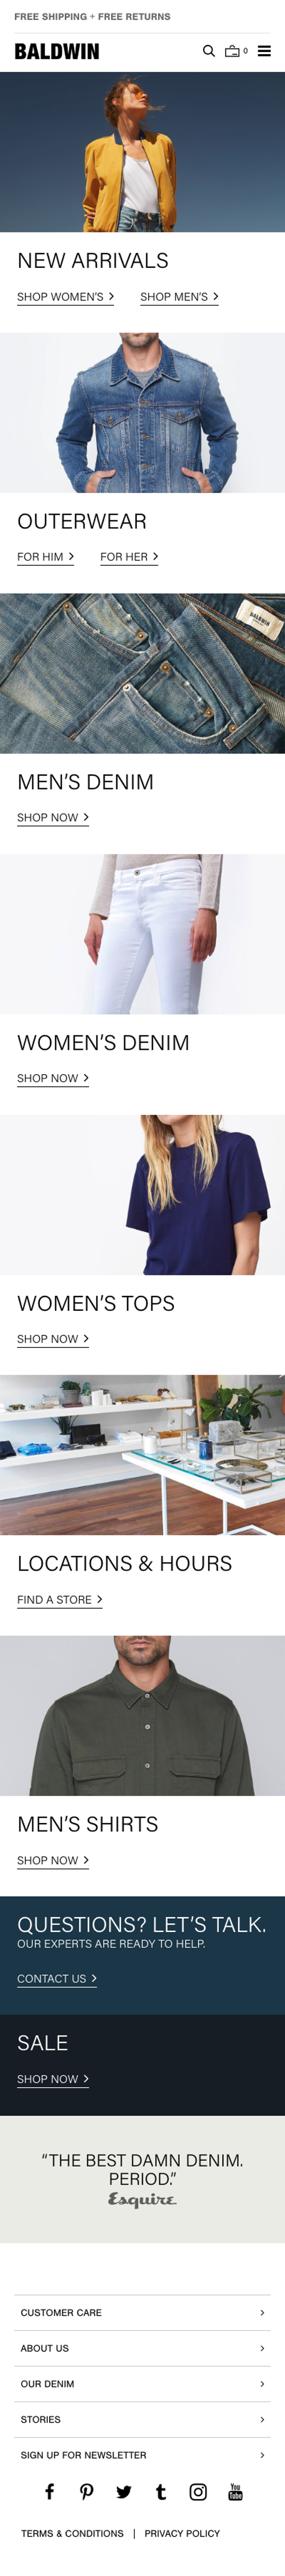 FREE SHIPPING + FREE RETURNS
BALDWIN
0
NEW ARRIVALS
SHOP WOMEN'S
SHOP MEN'S
OUTERWEAR
FOR HIM
FOR HER
BALDWIN
MEN'S DENIM
SHOP NOW
WOMEN'S DENIM
SHOP NOW
WOMEN'S TOPS
SHOP NOW
LOCATIONS & HOURS
FIND A STORE
MEN'S SHIRTS
SHOP NOW
QUESTIONS? LET'S TALK.
OUR EXPERTS ARE READY TO HELP.
CONTACT US
SALE
SHOP NOW
"THE BEST DAMN DENIM.
PERIOD."
Esquire
CUSTOMER CARE
ABOUT US
OUR DENIM
STORIES
SIGN UP FOR NEWSLETTER
You
Tube
TERMS & CONDITIONS | PRIVACY POLICY